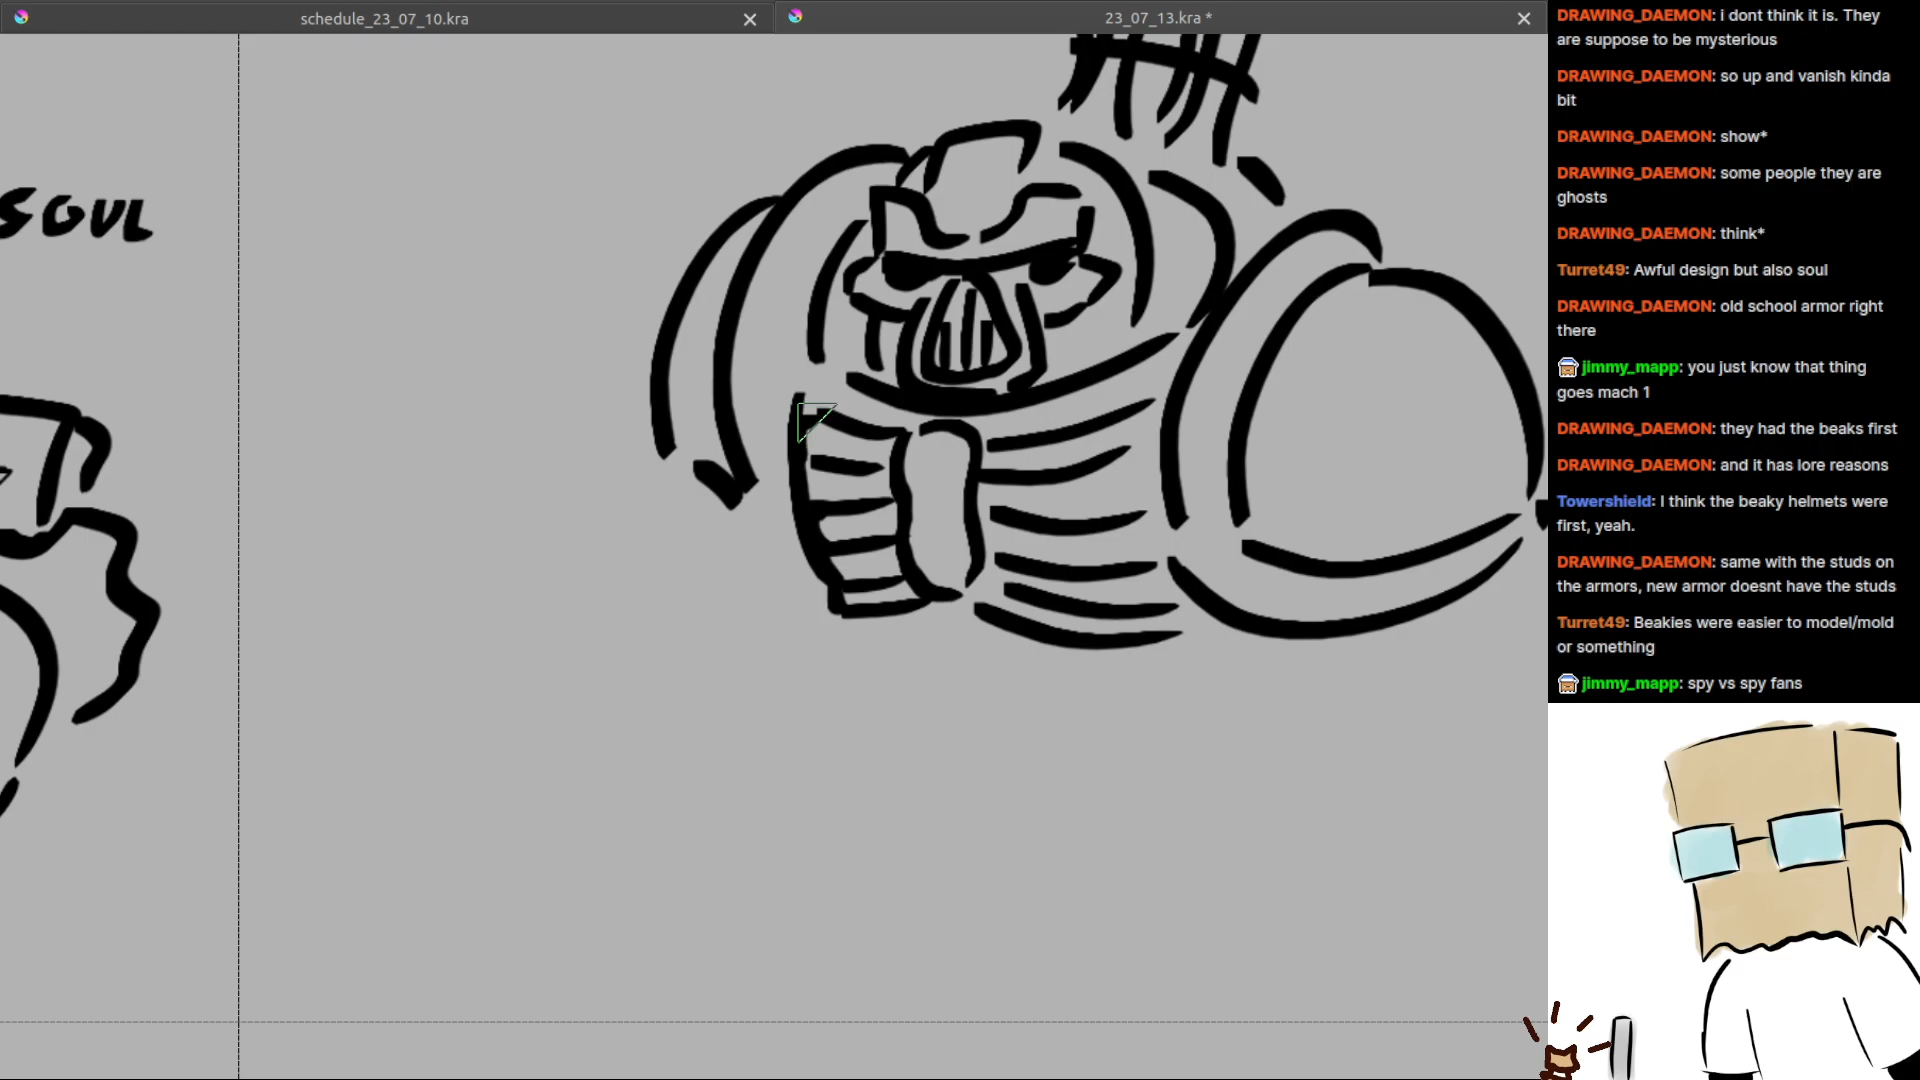 schedule_23_07_10.kra
23_07_13.kra *
SOUL
DRAWING_DAEMON: i dont think it is. They
are suppose to be mysterious
DRAWING_DAEMON: so up and vanish kinda
bit
DRAWING_DAEMON: show*
DRAWING_DAEMON: some people they are
ghosts
DRAWING_DAEMON: think*
Turret49: Awful design but also soul
DRAWING_DAEMON: old school armor right
there
jimmy_mapp: you just know that thing
goes mach 1
DRAWING_DAEMON: they had the beaks first
DRAWING_DAEMON: and it has lore reasons
Towershield: I think the beaky helmets were
first, yeah.
DRAWING_DAEMON: same with the studs on
the armors, new armor doesnt have the studs
Turret49: Beakies were easier to model/mold
or something
jimmy_mapp: spy vs spy fans